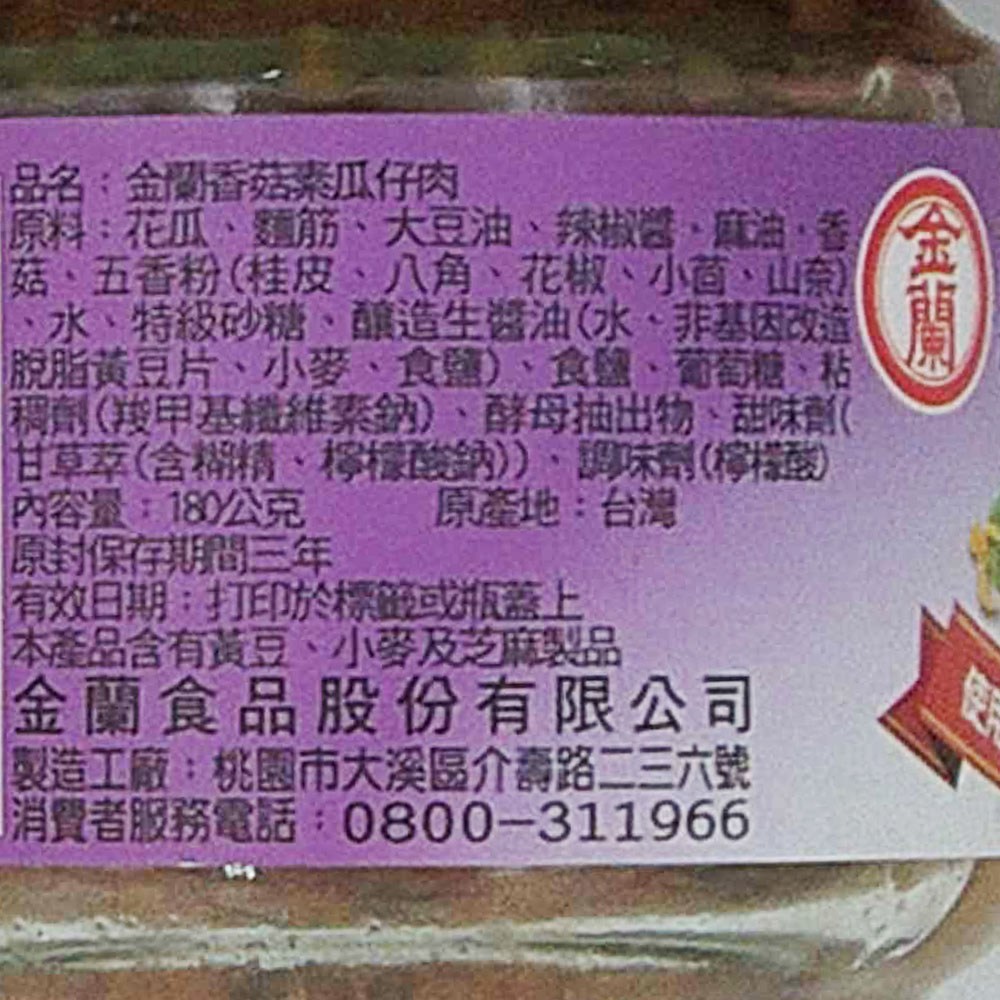 品名：金蘭香菇素瓜仔肉
原料：花瓜、麵筋、大豆油、辣椒醬、麻油、香
菇、五香粉(桂皮、八角、花椒、小茴、山奈)
、水、特級砂糖、釀造生醬油(水、非基因改造
脫脂黃豆片、小麥、食鹽)、食鹽、葡萄糖、粘
稠劑(羧甲基纖維素鈉)、酵母抽出物、甜味劑(
甘草萃(含糊精、檸檬酸鈉))、調味劑(檸檬酸)
內容量：180公克 原產地：台灣
原封保存期間三年
有效日期：打印於標籤或瓶蓋上
本產品含有黃豆、小麥及芝麻製品
金蘭食品股份有限公司
製造工廠：桃園市大溪區介壽路二三六號
消費者服務電話：0800-311966
金蘭